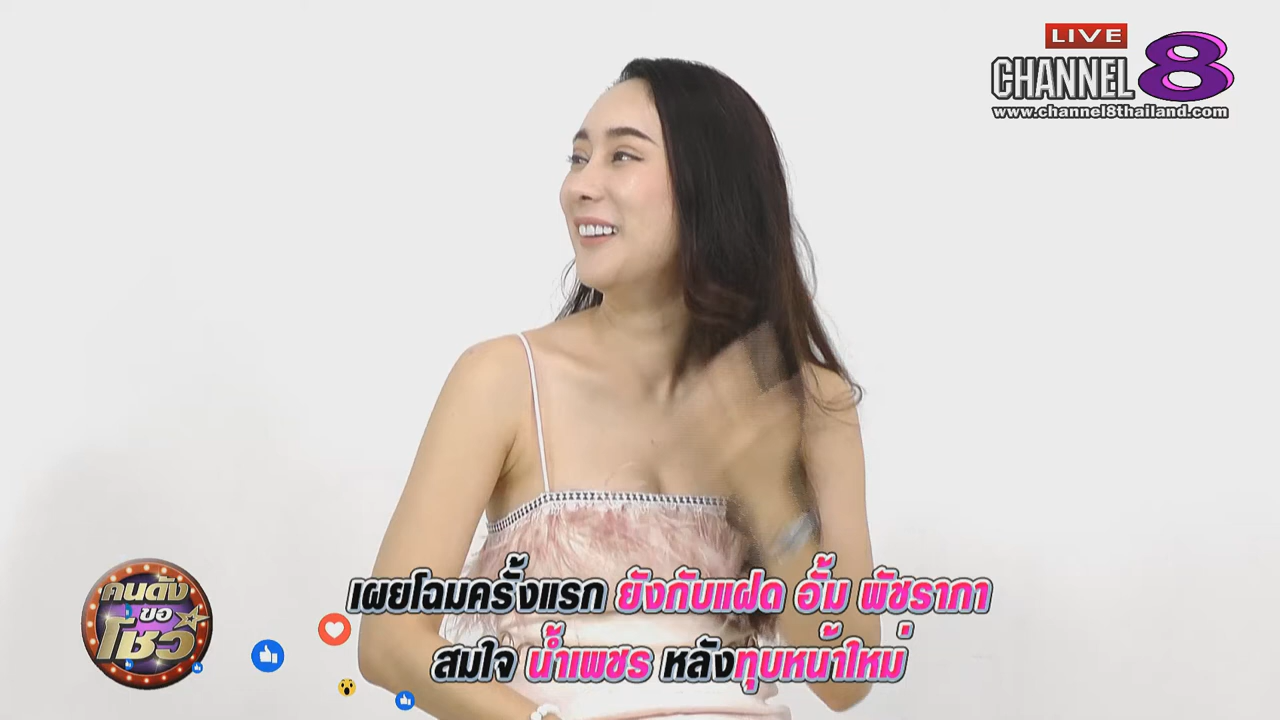 LIVE
CHANNEL 8
www.channel8thailand.com
คนดัง
ขอ
โชว์
เผยโฉมครั้งแรก ยังกับแฝด อั้ม พัชราภา
สมใจ น้ำเพชร หลังทุบหน้าใหม่